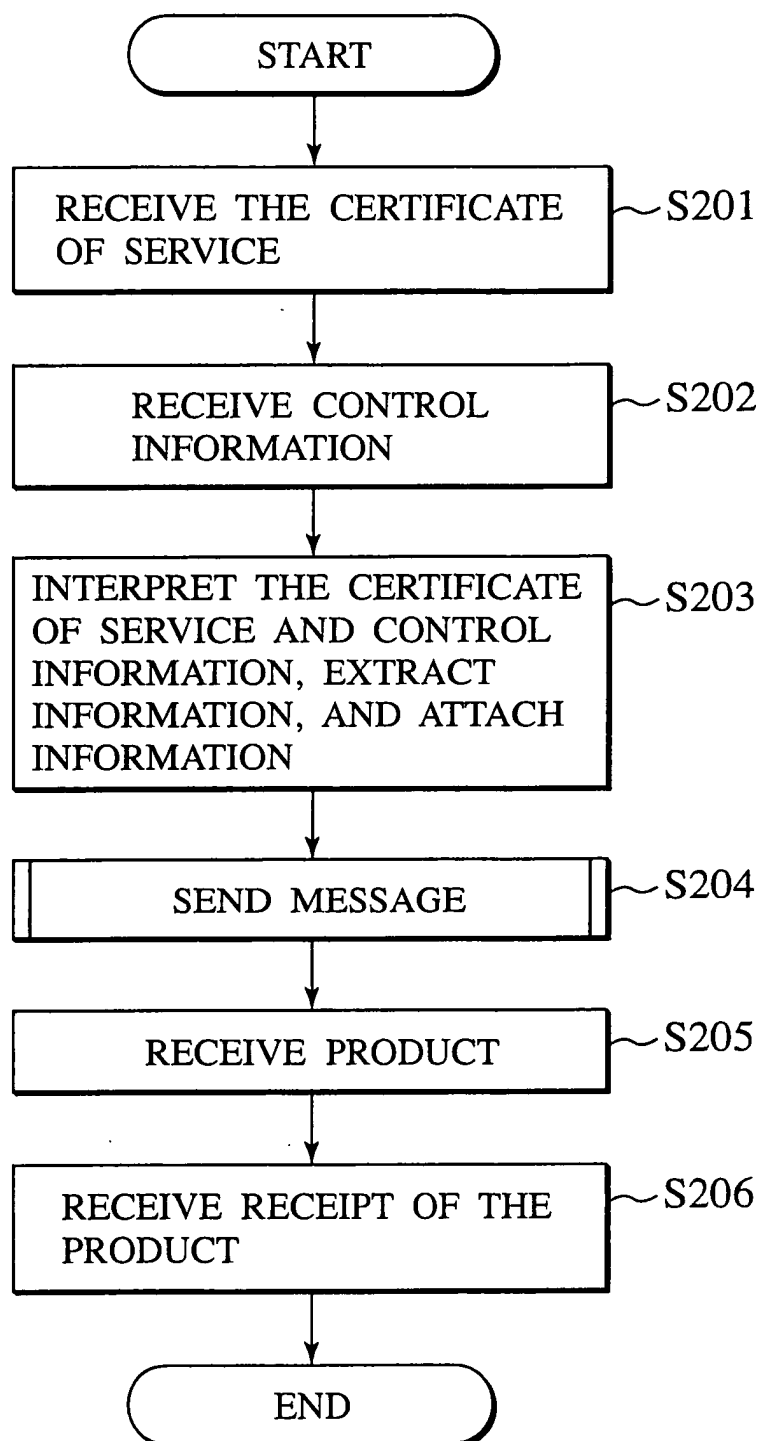 START
RECEIVE THE CERTIFICATE
OF SERVICE
S201
RECEIVE CONTROL
INFORMATION
S202
INTERPRET THE CERTIFICATE
OF SERVICE AND CONTROL
INFORMATION, EXTRACT
INFORMATION, AND ATTACH
INFORMATION
S203
SEND MESSAGE
S204
RECEIVE PRODUCT
S205
RECEIVE RECEIPT OF THE
PRODUCT
S206
END